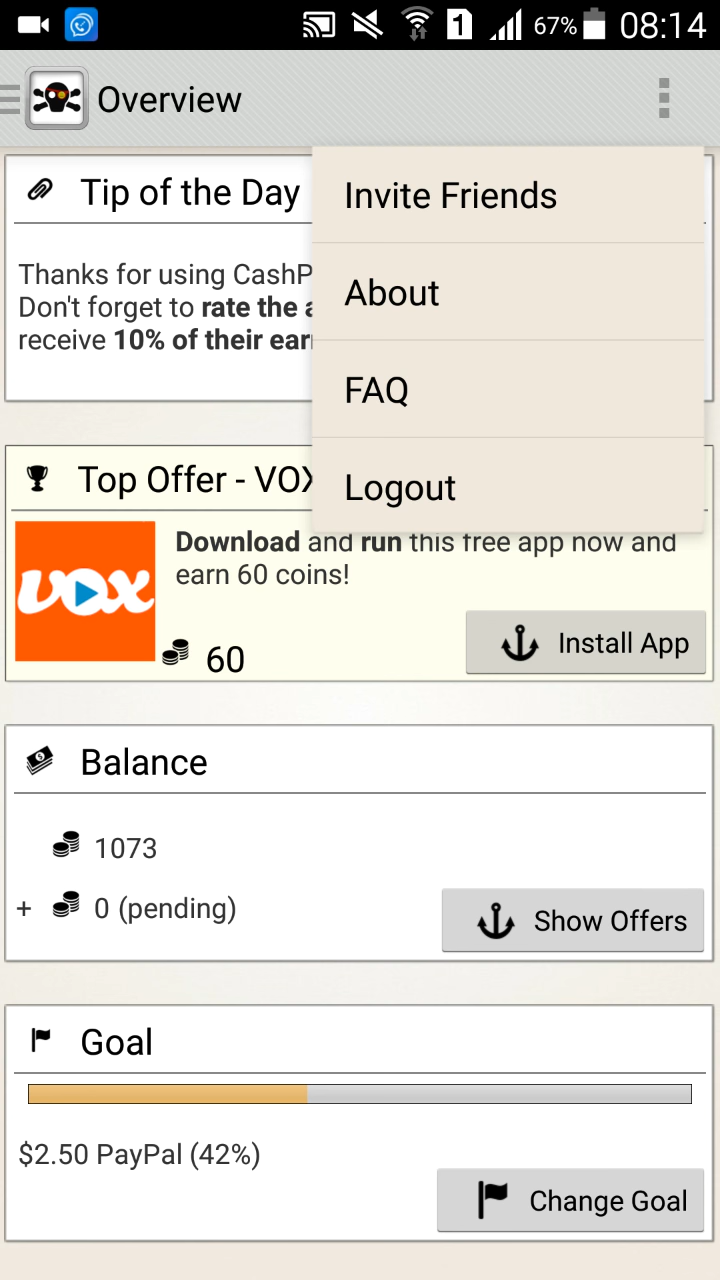 1 67% 08:14
Overview
Invite Friends
About
FAQ
Logout
Tip of the Day
Thanks for using CashP
Don't forget to rate the
receive 10% of their
Top Offer - VOX
vox
Download and run this free app now and
earn 60 coins!
60
Install App
Balance
1073
+ 0 (pending)
Show Offers
Goal
$2.50 PayPal (42%)
Change Goal